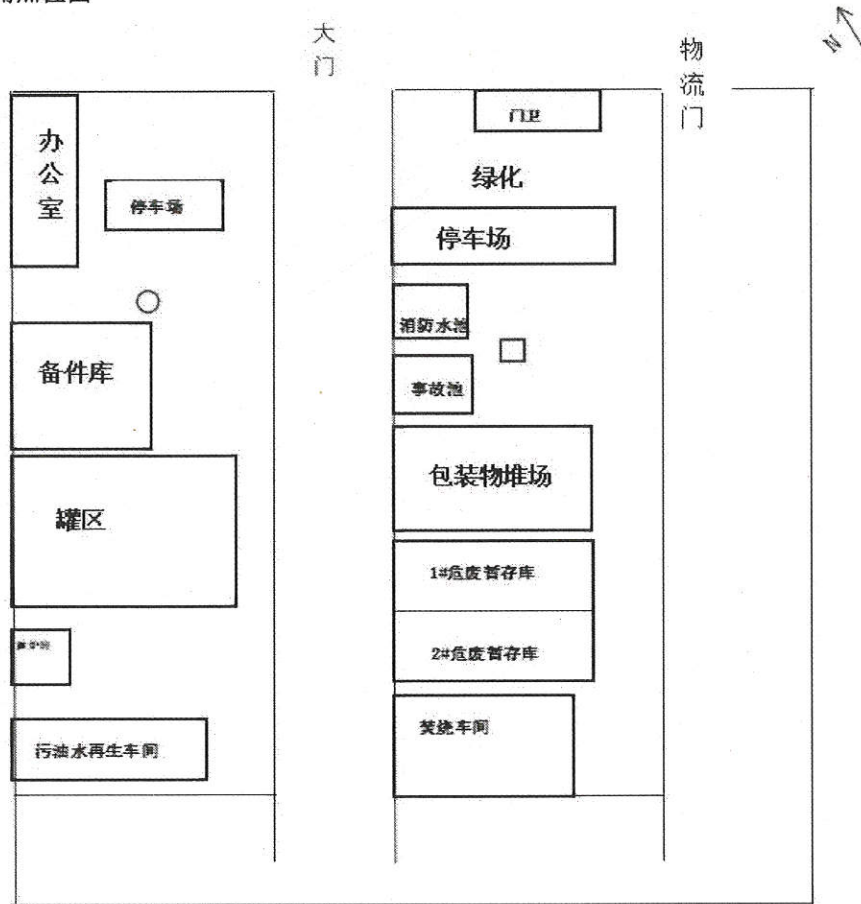 大门
物流门
N
办公室
停车场
门卫
绿化
停车场
消防水池
备件库
事故池
包装物堆场
罐区
1#危废暂存库
2#危废暂存库
焚烧车间
污油水再生车间